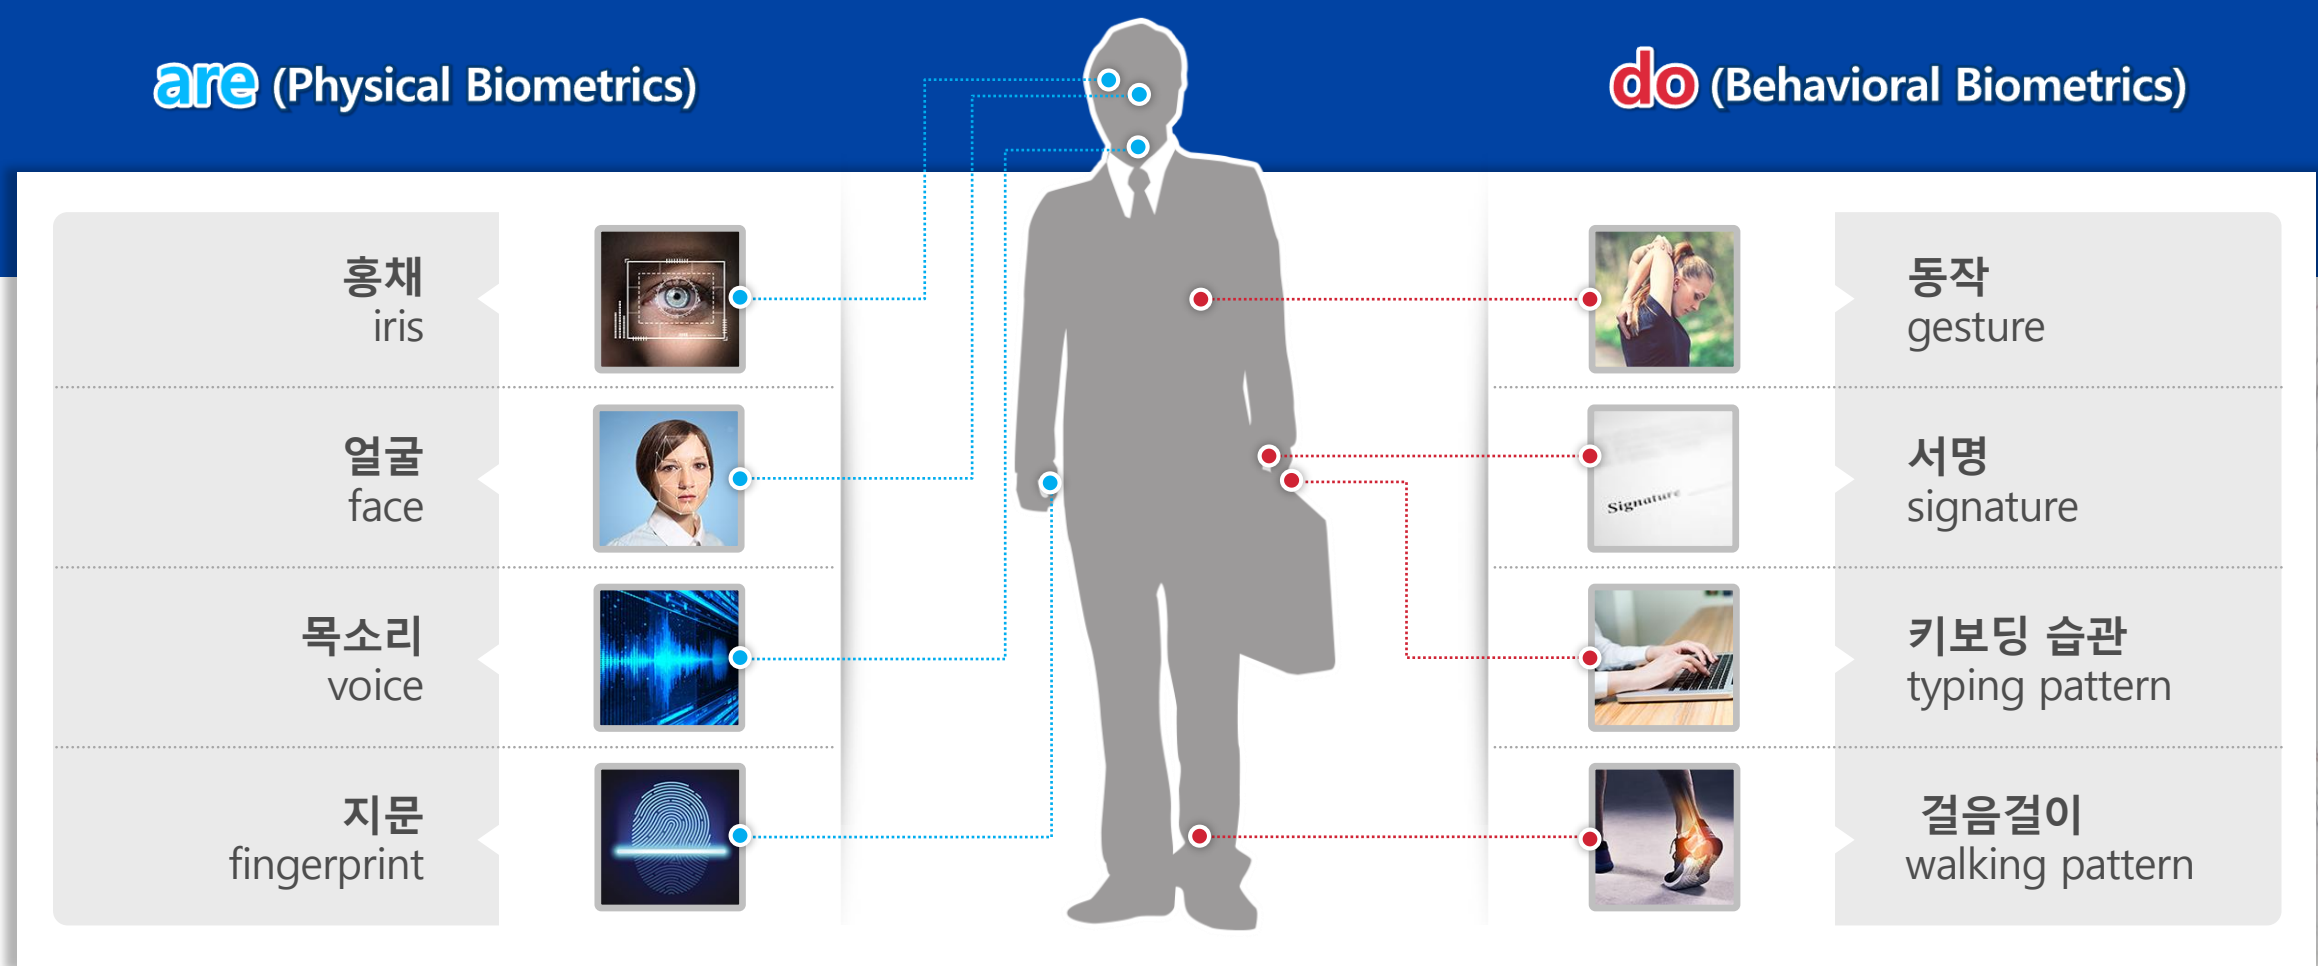 are (Physical Biometrics)
do (Behavioral Biometrics)
홍채
iris
얼굴
face
목소리
voice
지문
fingerprint
동작
gesture
서명
signature
Signature
키보딩 습관
typing pattern
걸음걸이
walking pattern